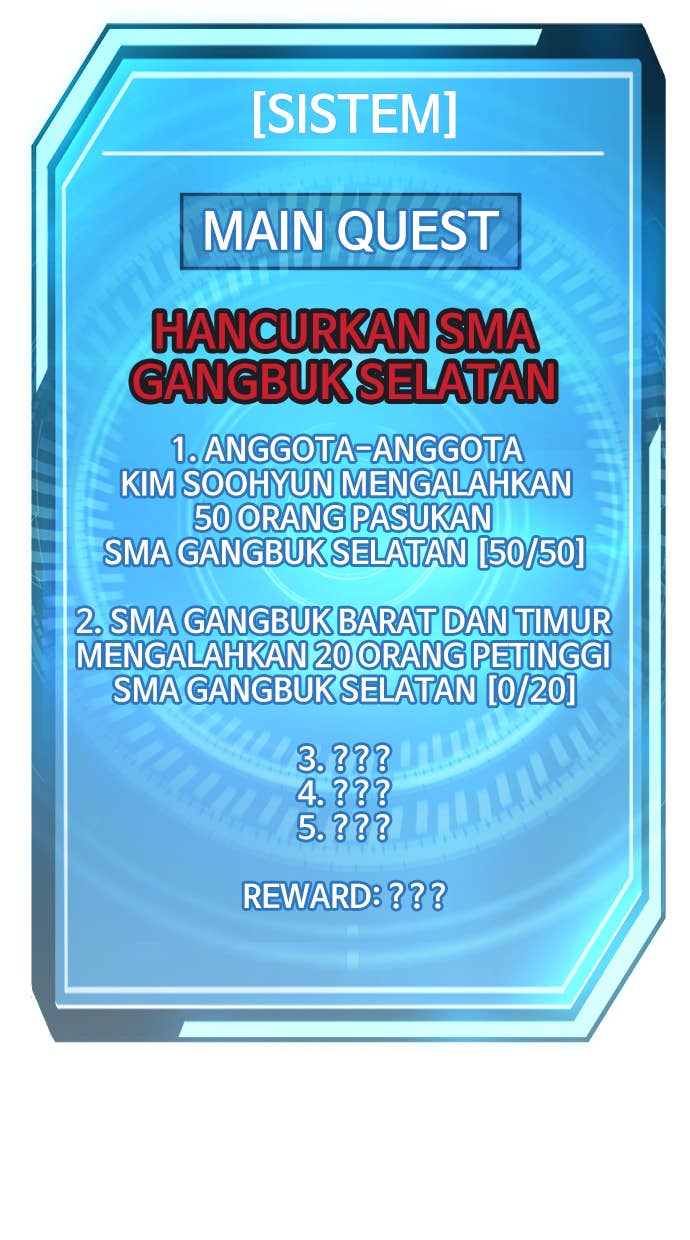 [SISTEM]
MAIN QUEST
HANCURKAN SMA
GANGBUK SELATAN
1. ANGGOTA-ANGGOTA
KIM SOOHYUN MENGALAHKAN
50 ORANG PASUKAN
SMA GANGBUK SELATAN [50/50]
2. SMA GANGBUK BARAT DAN TIMUR
MENGALAHKAN 20 ORANG PETINGGI
SMA GANGBUK SELATAN [0/20]
3. ???
4. ???
5. ???
REWARD: ???